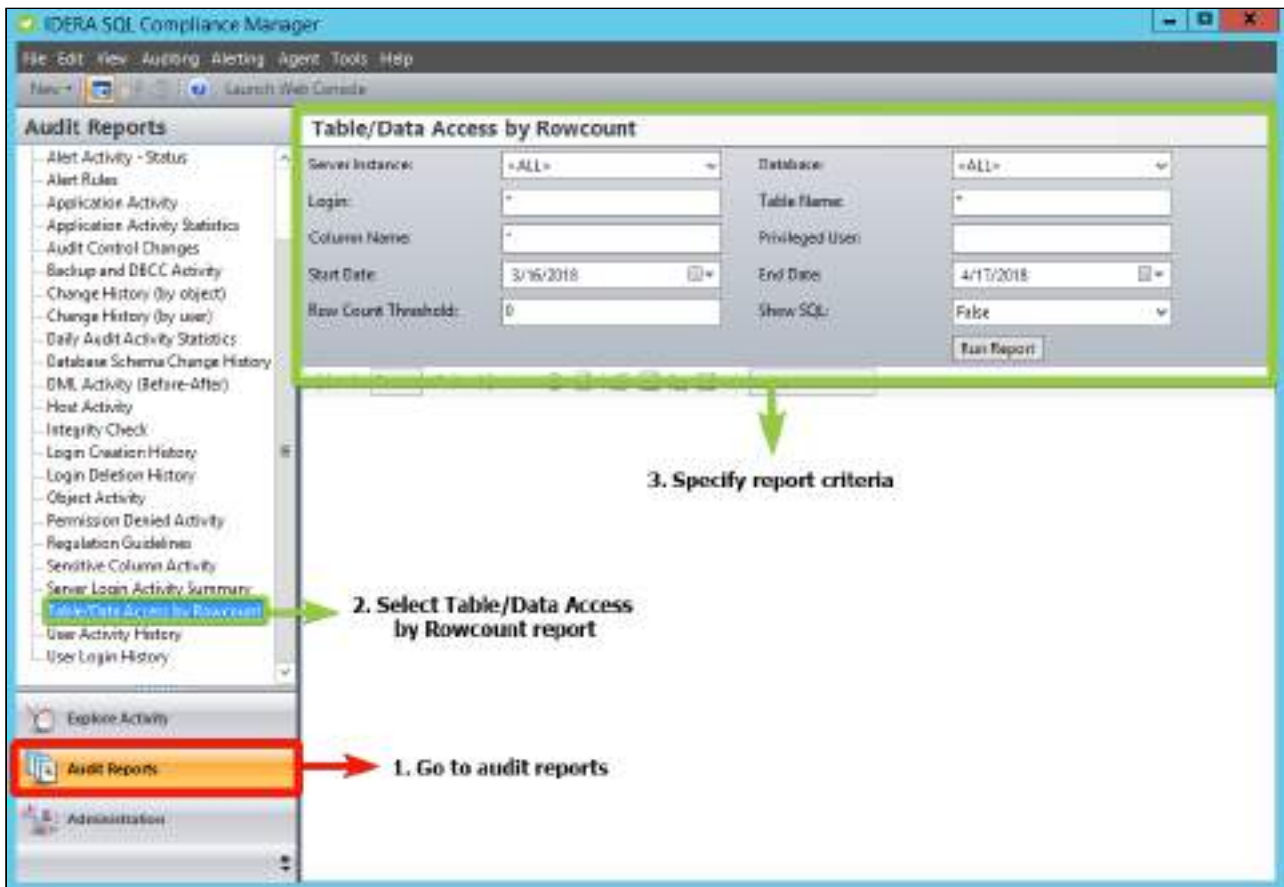 IDERA SQL Compliance Manager
File Edit View Auditing Alerting Agent Tools Help
New Launch Web Console
Audit Reports
Alert Activity - Status
Alert Rules
Application Activity
Application Activity Statistics
Audit Control Changes
Backup and DBCC Activity
Change History (by object)
Change History (by user)
Daily Audit Activity Statistics
Database Schema Change History
DML Activity (Before-After)
Host Activity
Integrity Check
Login Creation History
Login Deletion History
Object Activity
Permission Denied Activity
Regulation Guidelines
Sensitive Column Activity
Server Login Activity Summary
Table/Data Access by Rowcount
User Activity History
User Login History
Explore Activity
Audit Reports
Administration
Table/Data Access by Rowcount
Server Instance: <ALL> Database: <ALL>
Login: * Table Name: *
Column Name: * Privileged User:
Start Date: 3/16/2018 End Date: 4/17/2018
Row Count Threshold: 0 Show SQL: False
Run Report
3. Specify report criteria
2. Select Table/Data Access
by Rowcount report
1. Go to audit reports